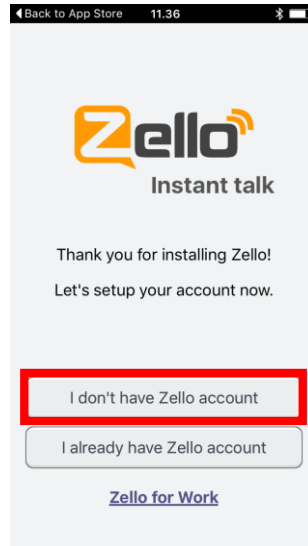 Back to App Store 11.36
Zello
Instant talk
Thank you for installing Zello!
Let's setup your account now.
I don't have Zello account
I already have Zello account
Zello for Work